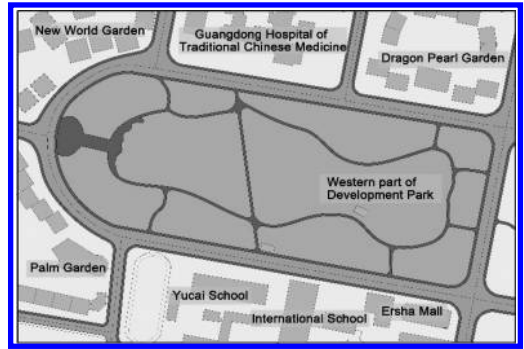 New World Garden
Guangdong Hospital of
Traditional Chinese Medicine
Dragon Pearl Garden
Western part of
Development Park
Palm Garden
Yucai School
International School
Ersha Mall